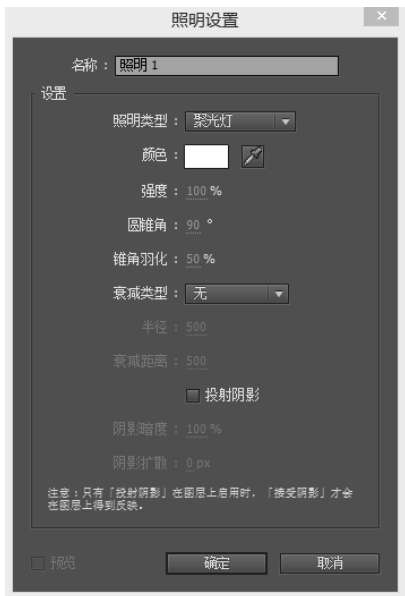 照明设置
名称：照明 1
设置
照明类型：聚光灯
颜色：
强度：100 %
圆锥角：90 °
锥角羽化：50 %
衰减类型：无
半径：500
衰减距离：500
投射阴影
阴影暗度：100 %
阴影扩散：0 px
注意：只有「投射阴影」在图层上启用时，「接受阴影」才会
在图层上得到反映。
预览 确定 取消